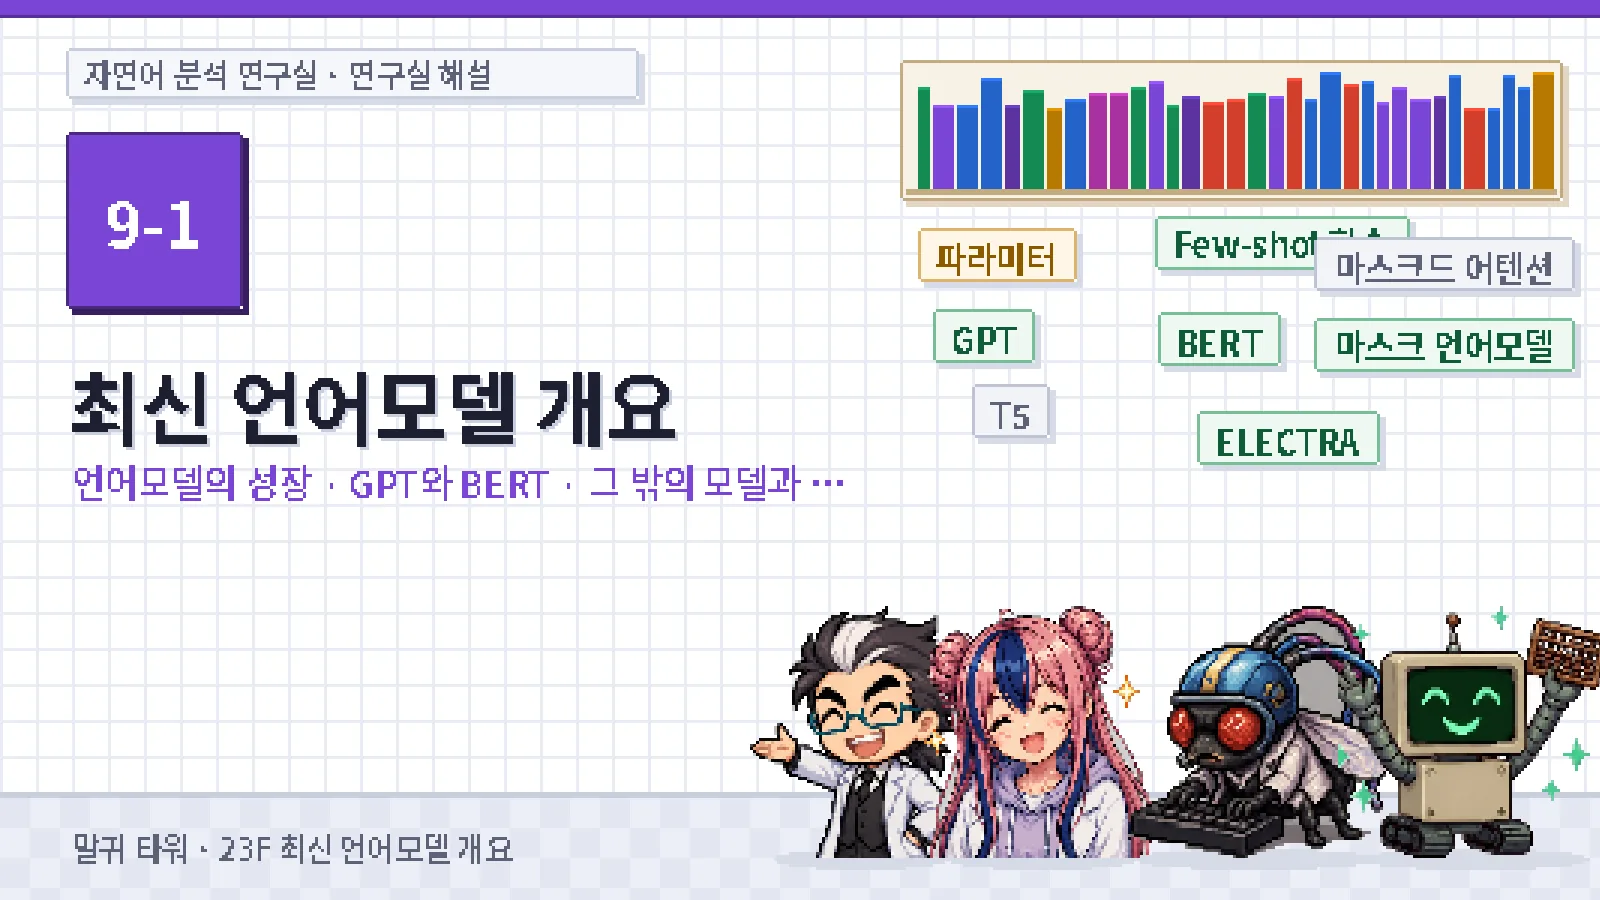 자연어 분석 연구실 · 연구실 해설
9-1
최신 언어모델 개요
언어모델의 성장 · GPT와 BERT · 그 밖의 모델과 …
파라미터
Few-shot
마스크드 어텐션
GPT
BERT
마스크 언어모델
T5
ELECTRA
말귀 타워 · 23F 최신 언어모델 개요